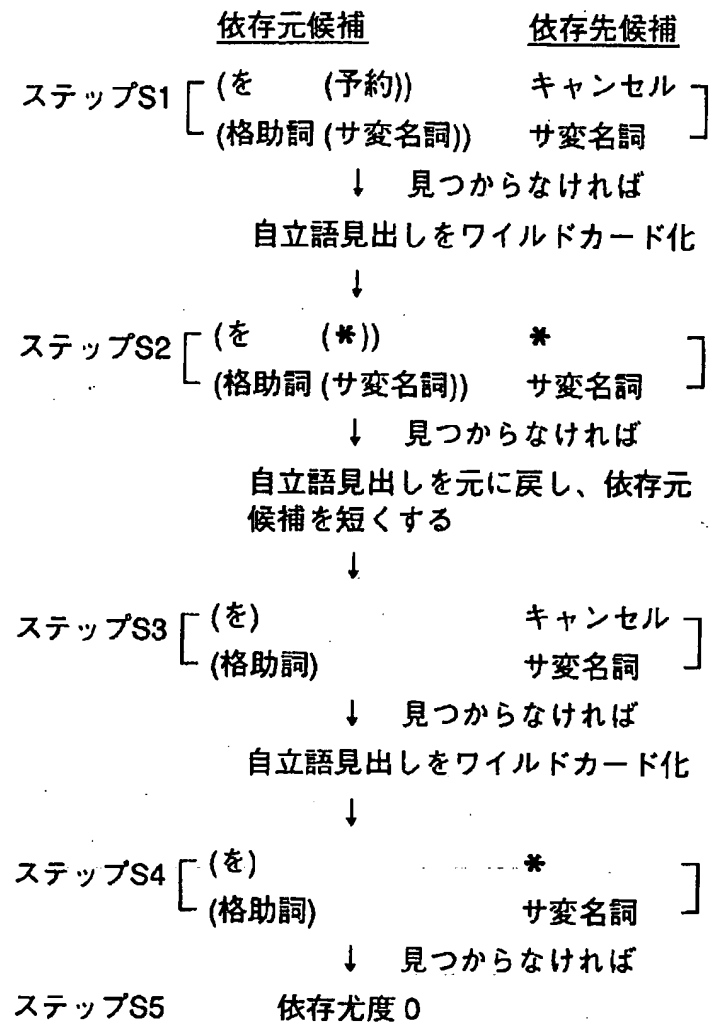 依存元候補 依存先候補
ステップS1 (を (予約)) キャンセル
(格助詞 (サ変名詞)) サ変名詞
↓ 見つからなければ
自立語見出しをワイルドカード化
↓
ステップS2 (を (*)) *
(格助詞 (サ変名詞)) サ変名詞
↓ 見つからなければ
自立語見出しを元に戻し、依存元
候補を短くする
↓
ステップS3 (を) キャンセル
(格助詞) サ変名詞
↓ 見つからなければ
自立語見出しをワイルドカード化
↓
ステップS4 (を) *
(格助詞) サ変名詞
↓ 見つからなければ
ステップS5 依存尤度 0